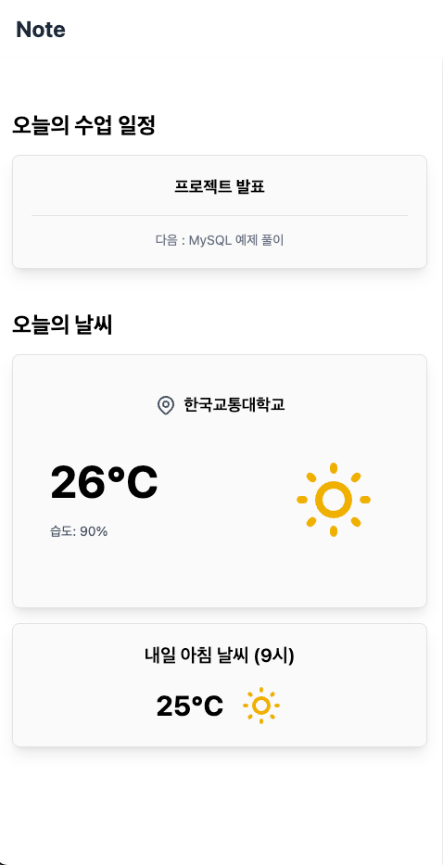 Note
오늘의 수업 일정
프로젝트 발표
다음 : MySQL 예제 풀이
오늘의 날씨
한국교통대학교
26°C
습도: 90%
내일 아침 날씨 (9시)
25°C